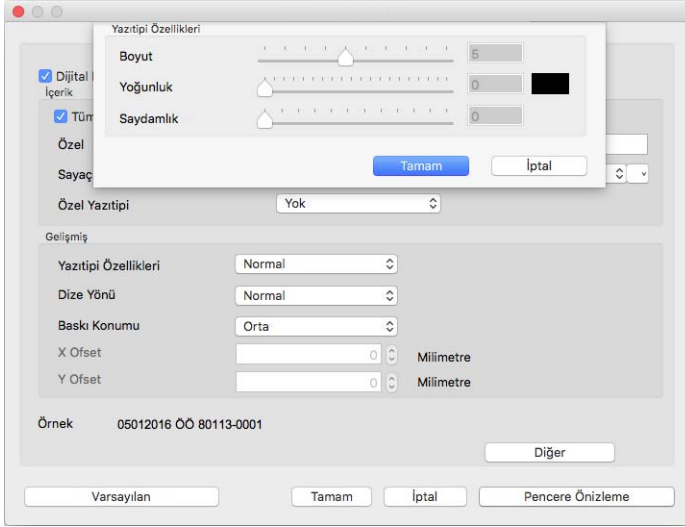 Yazıtipi Özellikleri
Boyut 5
Yoğunluk 0
Saydamlık 0
Tamam İptal
Dijital
İçerik
Tüm
Özel
Sayaç
Özel Yazıtipi Yok
Gelişmiş
Yazıtipi Özellikleri Normal
Dize Yönü Normal
Baskı Konumu Orta
X Ofset 0 Milimetre
Y Ofset 0 Milimetre
Örnek 05012016 ÖÖ 80113-0001
Diğer
Varsayılan Tamam İptal Pencere Önizleme